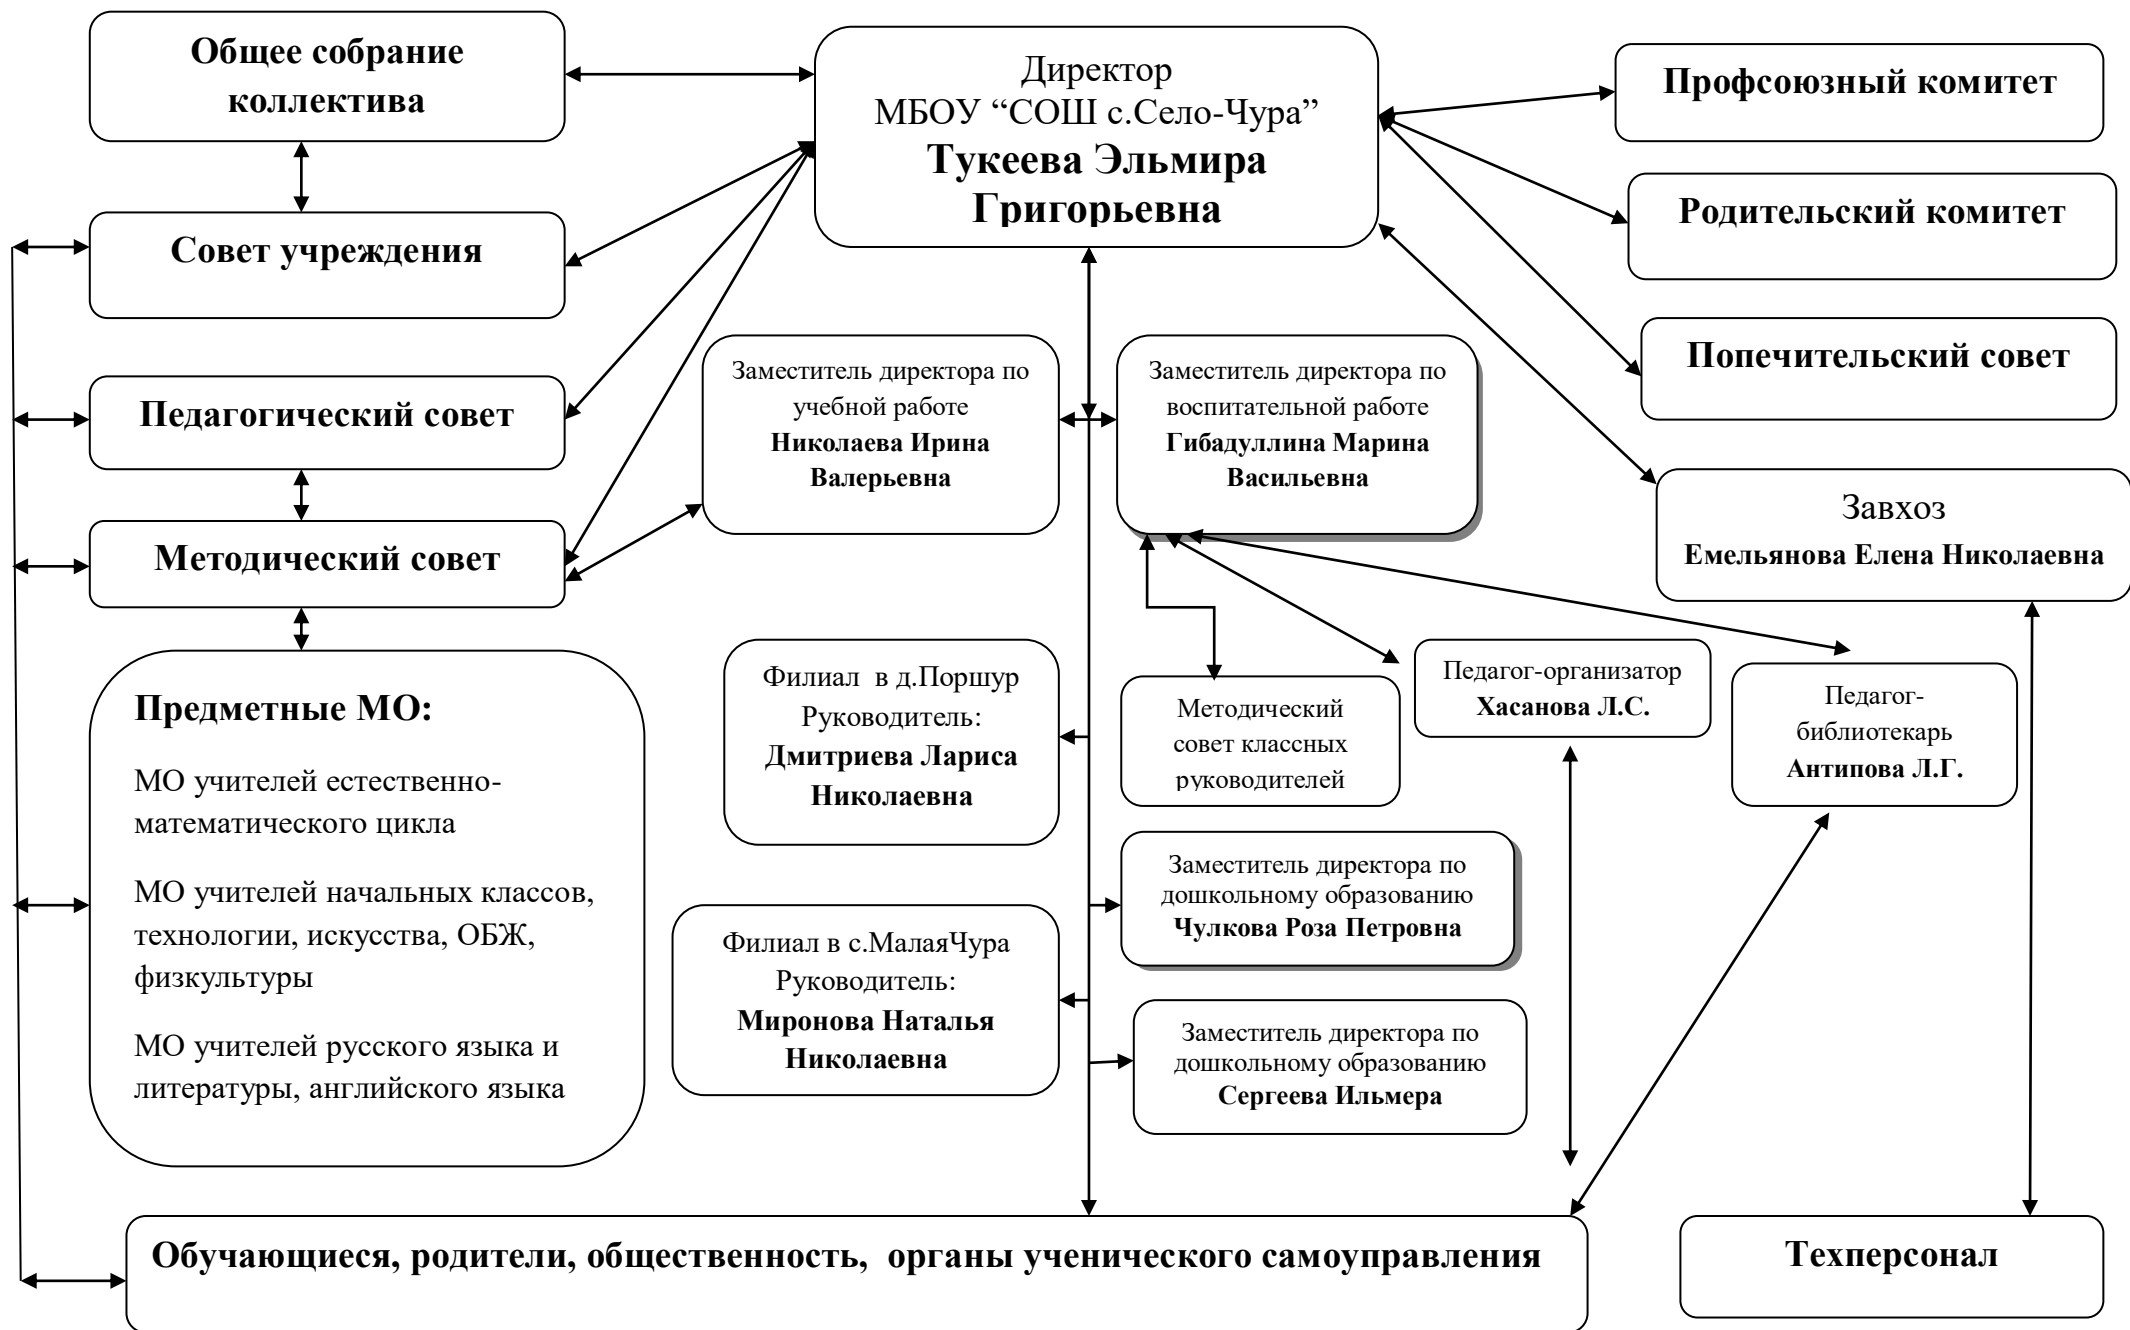 Общее собрание
коллектива
Директор
МБОУ “СОШ с.Село-Чура”
Тукеева Эльмира
Григорьевна
Профсоюзный комитет
Родительский комитет
Попечительский совет
Совет учреждения
Педагогический совет
Методический совет
Заместитель директора по
учебной работе
Николаева Ирина
Валерьевна
Заместитель директора по
воспитательной работе
Гибадуллина Марина
Васильевна
Завхоз
Емельянова Елена Николаевна
Предметные МО:
МО учителей естественно-
математического цикла
МО учителей начальных классов,
технологии, искусства, ОБЖ,
физкультуры
МО учителей русского языка и
литературы, английского языка
Филиал в д.Поршур
Руководитель:
Дмитриева Лариса
Николаевна
Методический
совет классных
руководителей
Педагог-организатор
Хасанова Л.С.
Педагог-
библиотекарь
Антипова Л.Г.
Заместитель директора по
дошкольному образованию
Чулкова Роза Петровна
Филиал в с.МалаяЧура
Руководитель:
Миронова Наталья
Николаевна
Заместитель директора по
дошкольному образованию
Сергеева Ильмера
Обучающиеся, родители, общественность, органы ученического самоуправления
Техперсонал